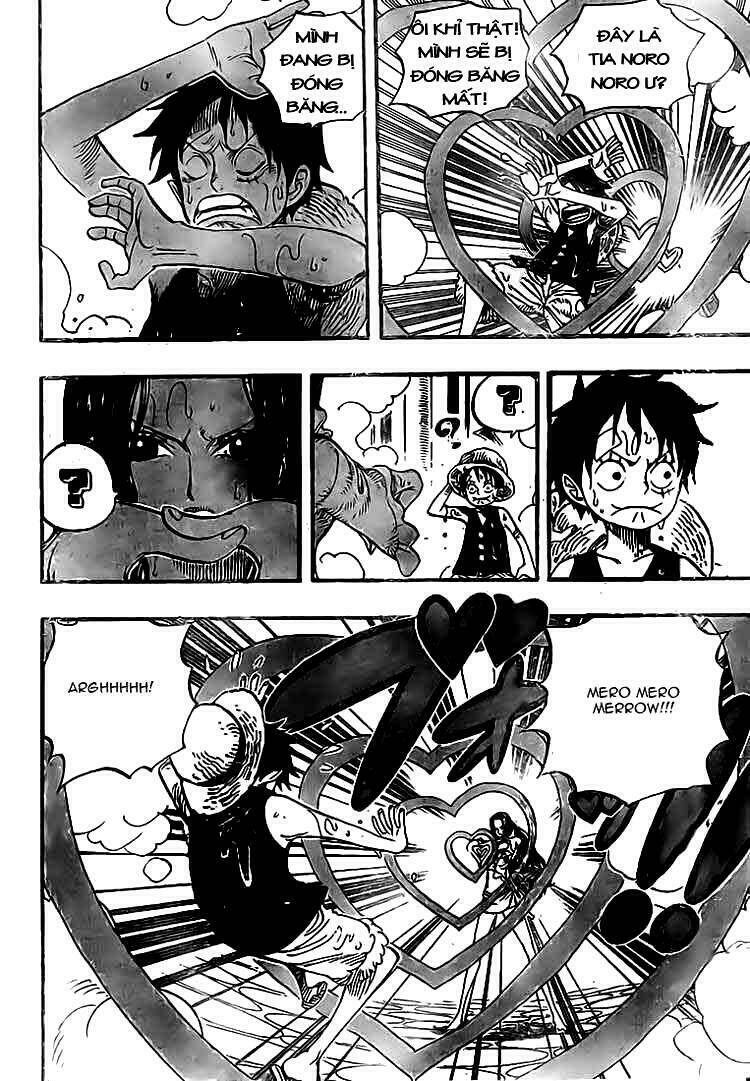 ĐÂY LÀ
TIA NORO
NORO Ư?
ÔI KHỈ THẬT!
MÌNH SẼ BỊ
ĐÓNG BĂNG
MẤT!
MÌNH
ĐANG BỊ
ĐÓNG
BĂNG..
?
?
?
MERO MERO
MERROW!!!
ARGHHHHH!